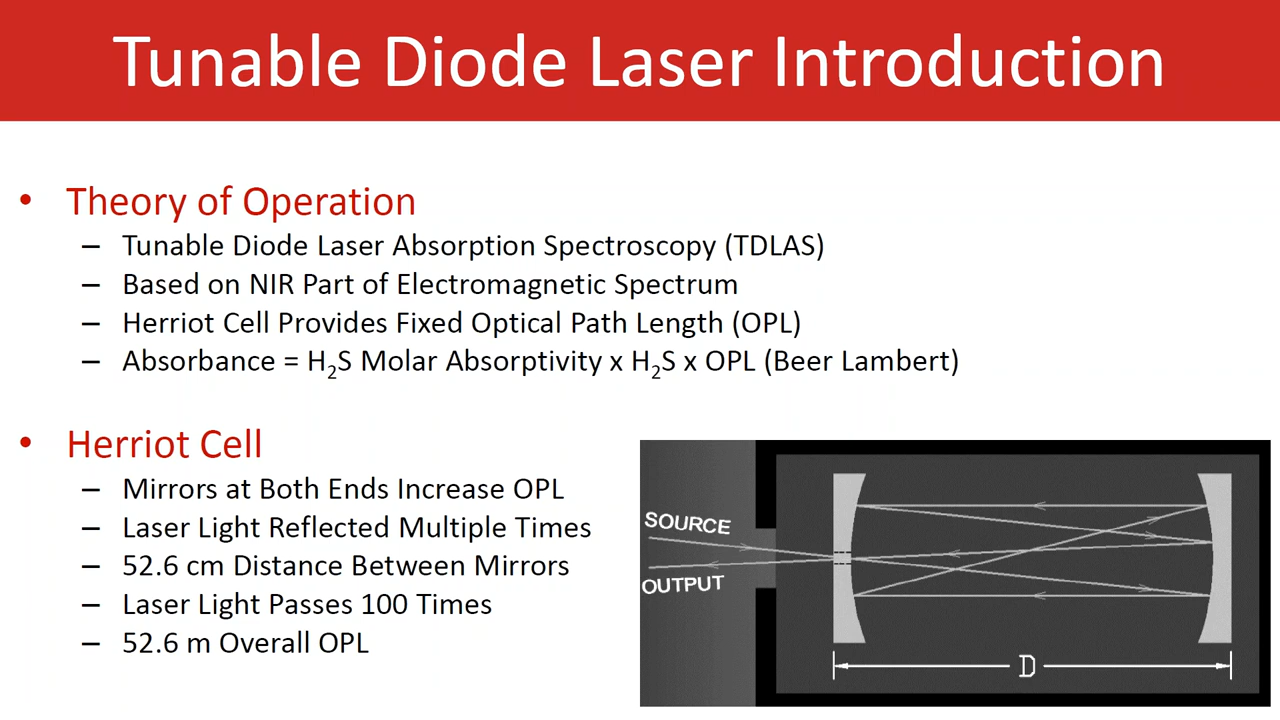 Tunable Diode Laser Introduction
• Theory of Operation
– Tunable Diode Laser Absorption Spectroscopy (TDLAS)
– Based on NIR Part of Electromagnetic Spectrum
– Herriot Cell Provides Fixed Optical Path Length (OPL)
– Absorbance = H₂S Molar Absorptivity x H₂S x OPL (Beer Lambert)
• Herriot Cell
– Mirrors at Both Ends Increase OPL
– Laser Light Reflected Multiple Times
– 52.6 cm Distance Between Mirrors
– Laser Light Passes 100 Times
– 52.6 m Overall OPL
SOURCE
OUTPUT
D